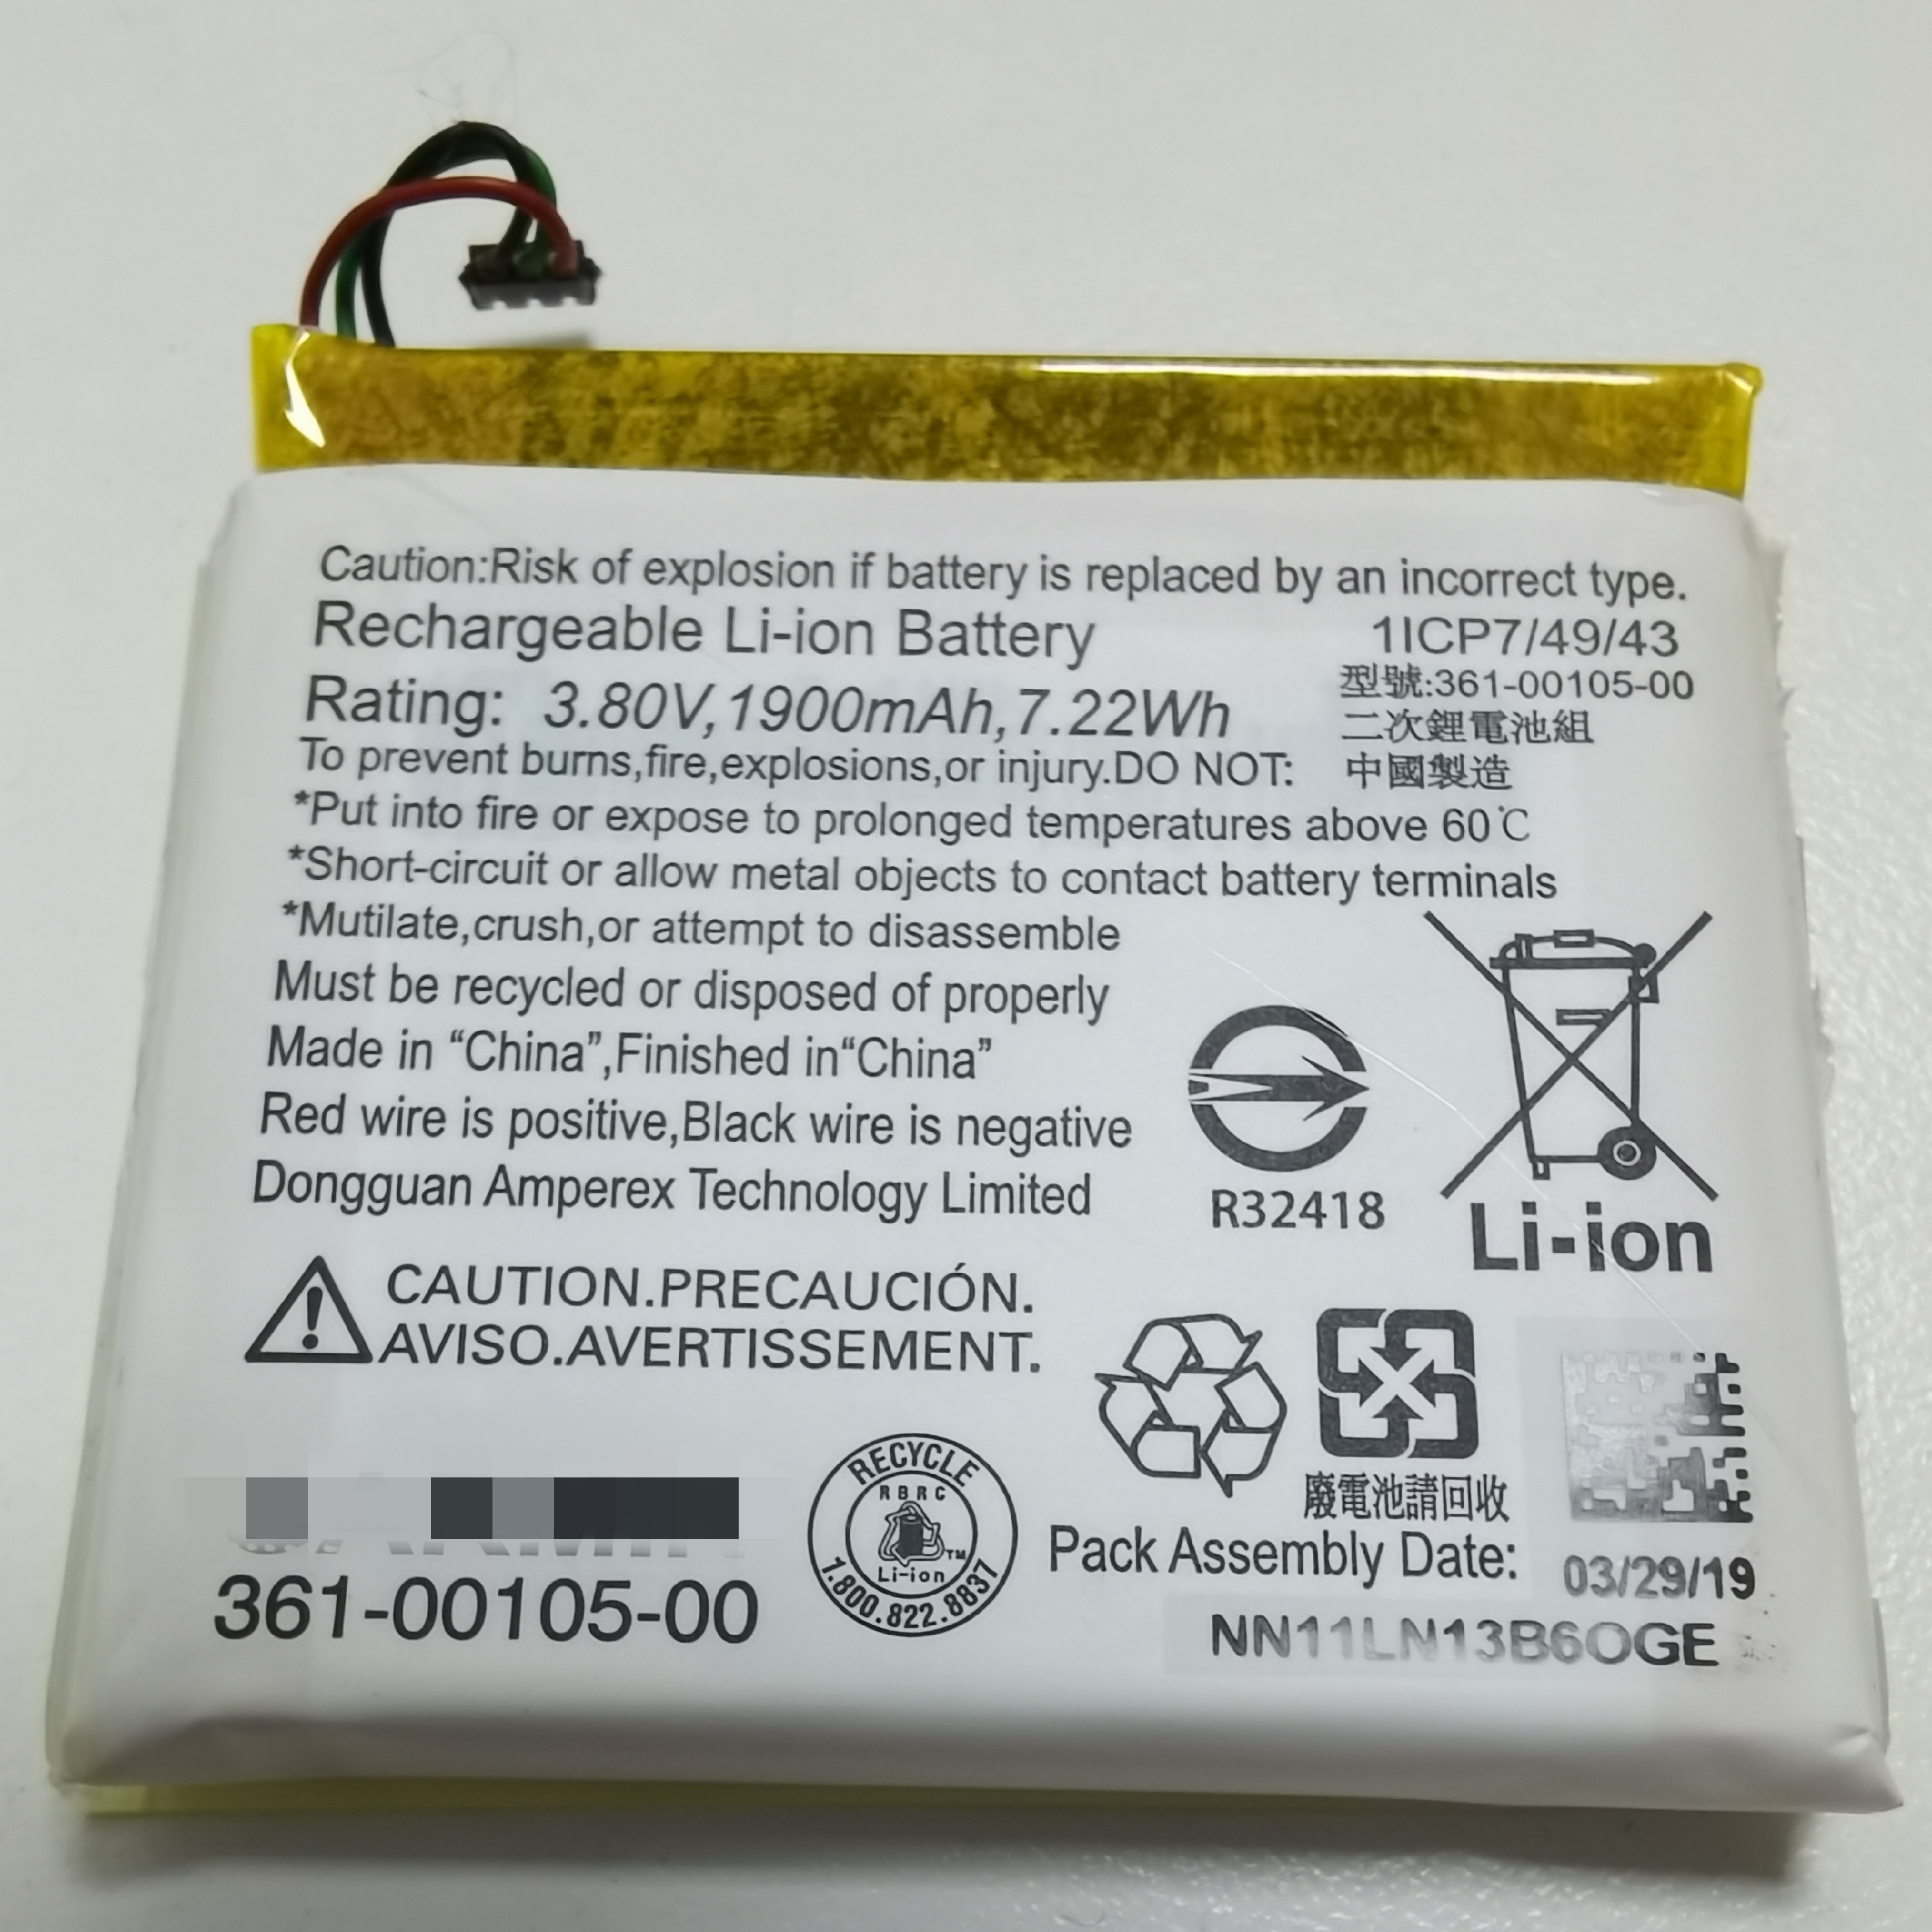 Caution:Risk of explosion if battery is replaced by an incorrect type.
Rechargeable Li-ion Battery
1ICP7/49/43
Rating: 3.80V,1900mAh,7.22Wh
型號:361-00105-00
二次鋰電池組
To prevent burns,fire,explosions,or injury.DO NOT:
中國製造
*Put into fire or expose to prolonged temperatures above 60℃
*Short-circuit or allow metal objects to contact battery terminals
*Mutilate,crush,or attempt to disassemble
Must be recycled or disposed of properly
Made in “China”,Finished in“China”
Red wire is positive,Black wire is negative
Dongguan Amperex Technology Limited
R32418
Li-ion
CAUTION.PRECAUCIÓN.
AVISO.AVERTISSEMENT.
廢電池請回收
RECYCLE
RBRC
Li-ion
TM
1.800.822.8837
Pack Assembly Date: 03/29/19
361-00105-00
NN11LN13B6OGE